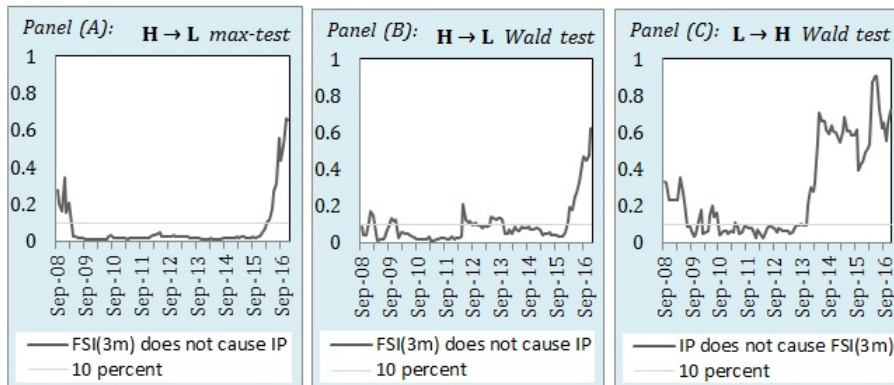 Panel (A): H → L max-test
1
0.8
0.6
0.4
0.2
0
Sep-08
Sep-09
Sep-10
Sep-11
Sep-12
Sep-13
Sep-14
Sep-15
Sep-16
FSI(3m) does not cause IP
10 percent
Panel (B): H → L Wald test
1
0.8
0.6
0.4
0.2
0
Sep-08
Sep-09
Sep-10
Sep-11
Sep-12
Sep-13
Sep-14
Sep-15
Sep-16
FSI(3m) does not cause IP
10 percent
Panel (C): L → H Wald test
1
0.8
0.6
0.4
0.2
0
Sep-08
Sep-09
Sep-10
Sep-11
Sep-12
Sep-13
Sep-14
Sep-15
Sep-16
IP does not cause FSI(3m)
10 percent